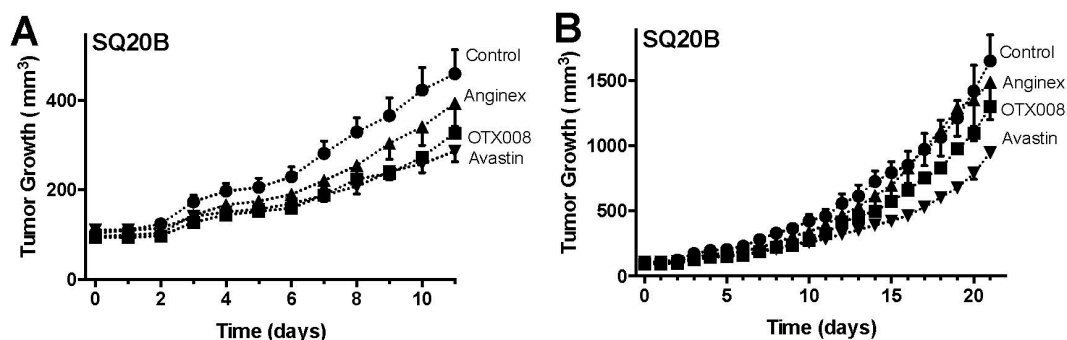 A
SQ20B
Tumor Growth ( mm³)
400
200
0
Control
Anginex
OTX008
Avastin
0 2 4 6 8 10
Time (days)
B
SQ20B
Tumor Growth ( mm³)
1500
1000
500
0
Control
Anginex
OTX008
Avastin
0 5 10 15 20
Time (days)